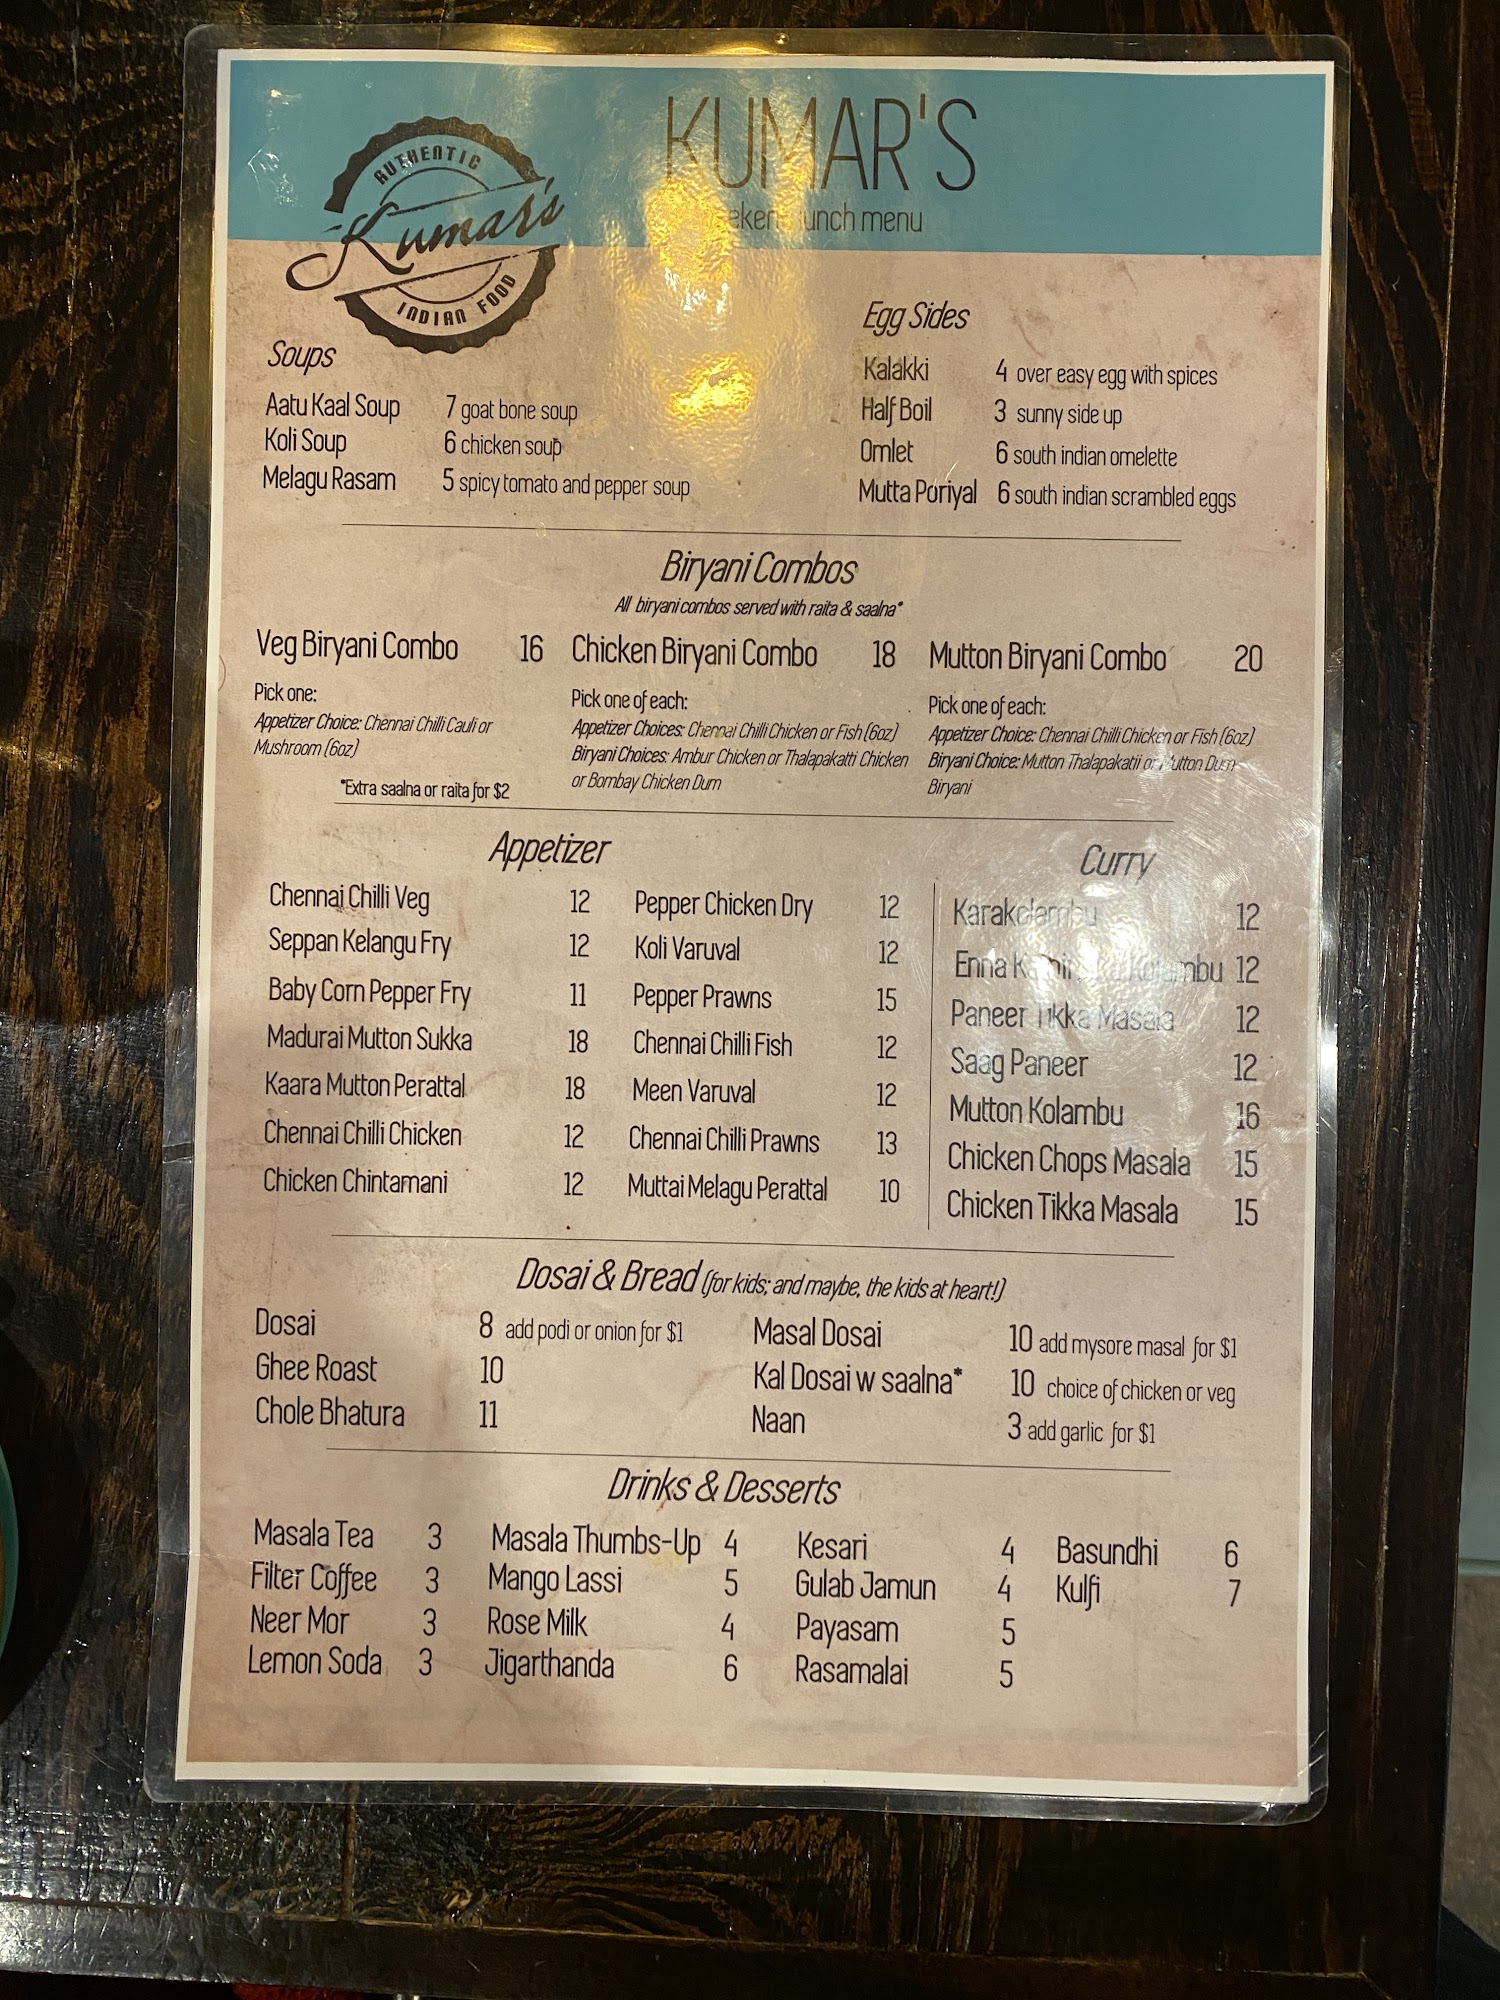 KUMAR'S
lunch menu
AUTHENTIC
Kumar's
INDIAN FOOD
Soups
Aatu Kaal Soup 7 goat bone soup
Koli Soup 6 chicken soup
Melagu Rasam 5 spicy tomato and pepper soup
Egg Sides
Kalakki 4 over easy egg with spices
Half Boil 3 sunny side up
Omlet 6 south indian omelette
Mutta Poriyal 6 south indian scrambled eggs
Biryani Combos
All biryani combos served with raita & saalna*
Veg Biryani Combo 16
Pick one:
Appetizer Choice: Chennai Chilli Cauli or
Mushroom (6oz)
*Extra saalna or raita for $2
Chicken Biryani Combo 18
Pick one of each:
Appetizer Choices: Chennai Chilli Chicken or Fish (6oz)
Biryani Choices: Ambur Chicken or Thalapakatti Chicken
or Bombay Chicken Dum
Mutton Biryani Combo 20
Pick one of each:
Appetizer Choice: Chennai Chilli Chicken or Fish (6oz)
Biryani Choice: Mutton Thalapakatii or Mutton Dum
Biryani
Appetizer
Chennai Chilli Veg 12
Seppan Kelangu Fry 12
Baby Corn Pepper Fry 11
Madurai Mutton Sukka 18
Kaara Mutton Perattal 18
Chennai Chilli Chicken 12
Chicken Chintamani 12
Pepper Chicken Dry 12
Koli Varuval 12
Pepper Prawns 15
Chennai Chilli Fish 12
Meen Varuval 12
Chennai Chilli Prawns 13
Muttai Melagu Perattal 10
Curry
Karakolambu 12
Enna Kolambu 12
Paneer Tikka Masala 12
Saag Paneer 12
Mutton Kolambu 16
Chicken Chops Masala 15
Chicken Tikka Masala 15
Dosai & Bread (for kids; and maybe, the kids at heart!)
Dosai 8 add podi or onion for $1
Ghee Roast 10
Chole Bhatura 11
Masal Dosai 10 add mysore masal for $1
Kal Dosai w saalna* 10 choice of chicken or veg
Naan 3 add garlic for $1
Drinks & Desserts
Masala Tea 3
Filter Coffee 3
Neer Mor 3
Lemon Soda 3
Masala Thumbs-Up 4
Mango Lassi 5
Rose Milk 4
Jigarthanda 6
Kesari 4
Gulab Jamun 4
Payasam 5
Rasamalai 5
Basundhi 6
Kulfi 7